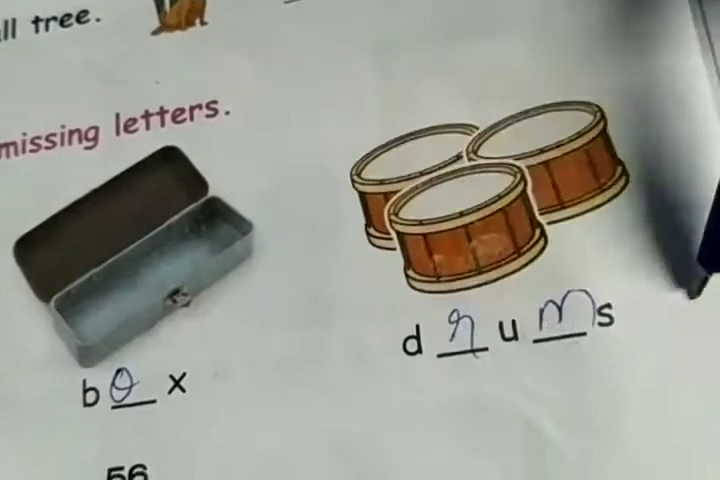 ll tree.
missing letters.
d r u m s
b o x
56